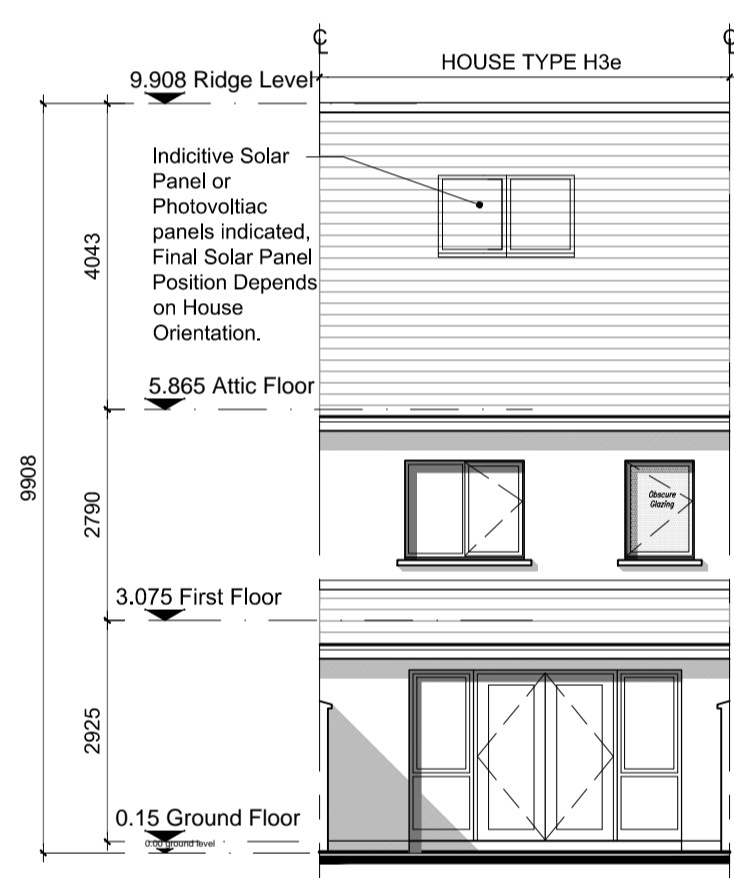 HOUSE TYPE H3e
9.908 Ridge Level
Indicitive Solar
Panel or
Photovoltiac
panels indicated,
Final Solar Panel
Position Depends
on House
Orientation.
4043
5.865 Attic Floor
9908
2790
Obscure
Glazing
3.075 First Floor
2925
0.15 Ground Floor
0.00 ground level